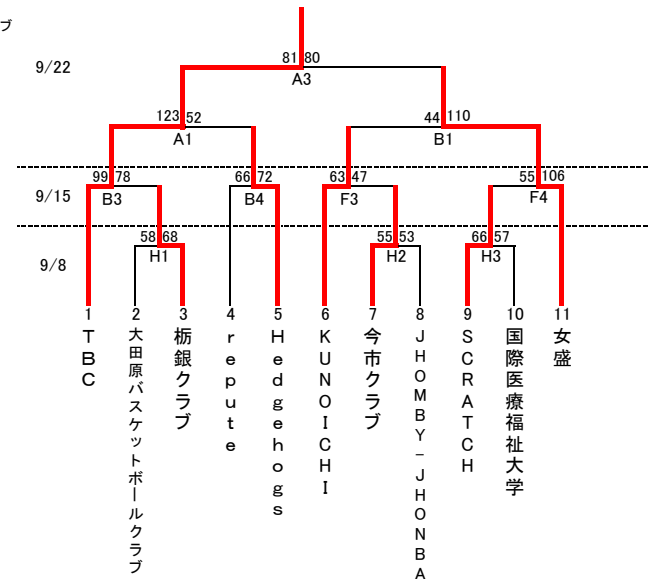 ブ
81 80
9/22
A3
123 52
44 110
A1
B1
99 78
66 72
63 47
55 106
9/15
B3
B4
F3
F4
58 68
55 53
66 57
H1
H2
H3
9/8
1 2 3 4 5 6 7 8 9 10 11
TBC
大田原バスケットボールクラブ
栃銀クラブ
repute
Hedgehogs
KUNOICHI
今市クラブ
JHOMBY－JHONBA
SCRATCH
国際医療福祉大学
女盛